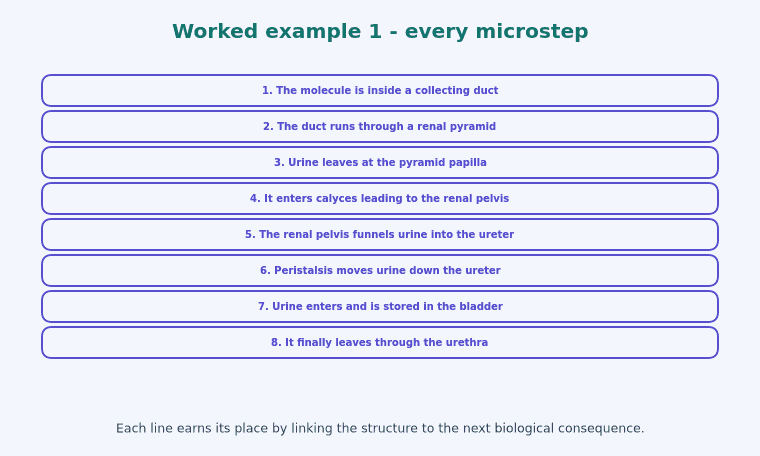 Worked example 1 - every microstep
1. The molecule is inside a collecting duct
2. The duct runs through a renal pyramid
3. Urine leaves at the pyramid papilla
4. It enters calyces leading to the renal pelvis
5. The renal pelvis funnels urine into the ureter
6. Peristalsis moves urine down the ureter
7. Urine enters and is stored in the bladder
8. It finally leaves through the urethra
Each line earns its place by linking the structure to the next biological consequence.